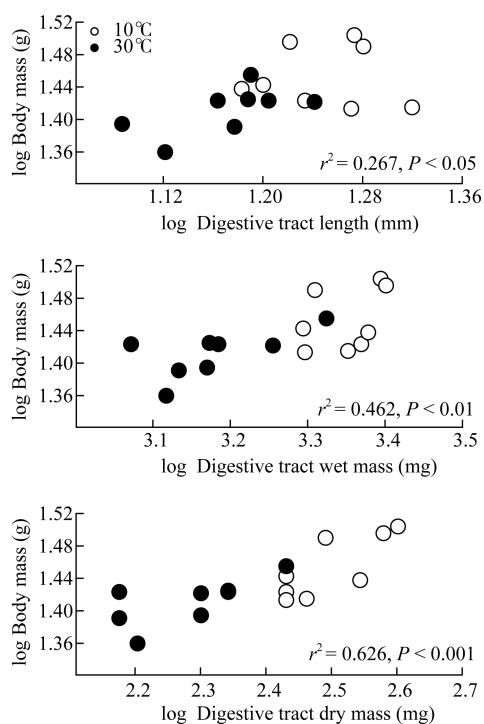 10℃
30℃
log Body mass (g)
1.52
1.48
1.44
1.40
1.36
r² = 0.267, P < 0.05
1.12 1.20 1.28 1.36
log Digestive tract length (mm)
log Body mass (g)
1.52
1.48
1.44
1.40
1.36
r² = 0.462, P < 0.01
3.1 3.2 3.3 3.4 3.5
log Digestive tract wet mass (mg)
log Body mass (g)
1.52
1.48
1.44
1.40
1.36
r² = 0.626, P < 0.001
2.2 2.3 2.4 2.5 2.6 2.7
log Digestive tract dry mass (mg)